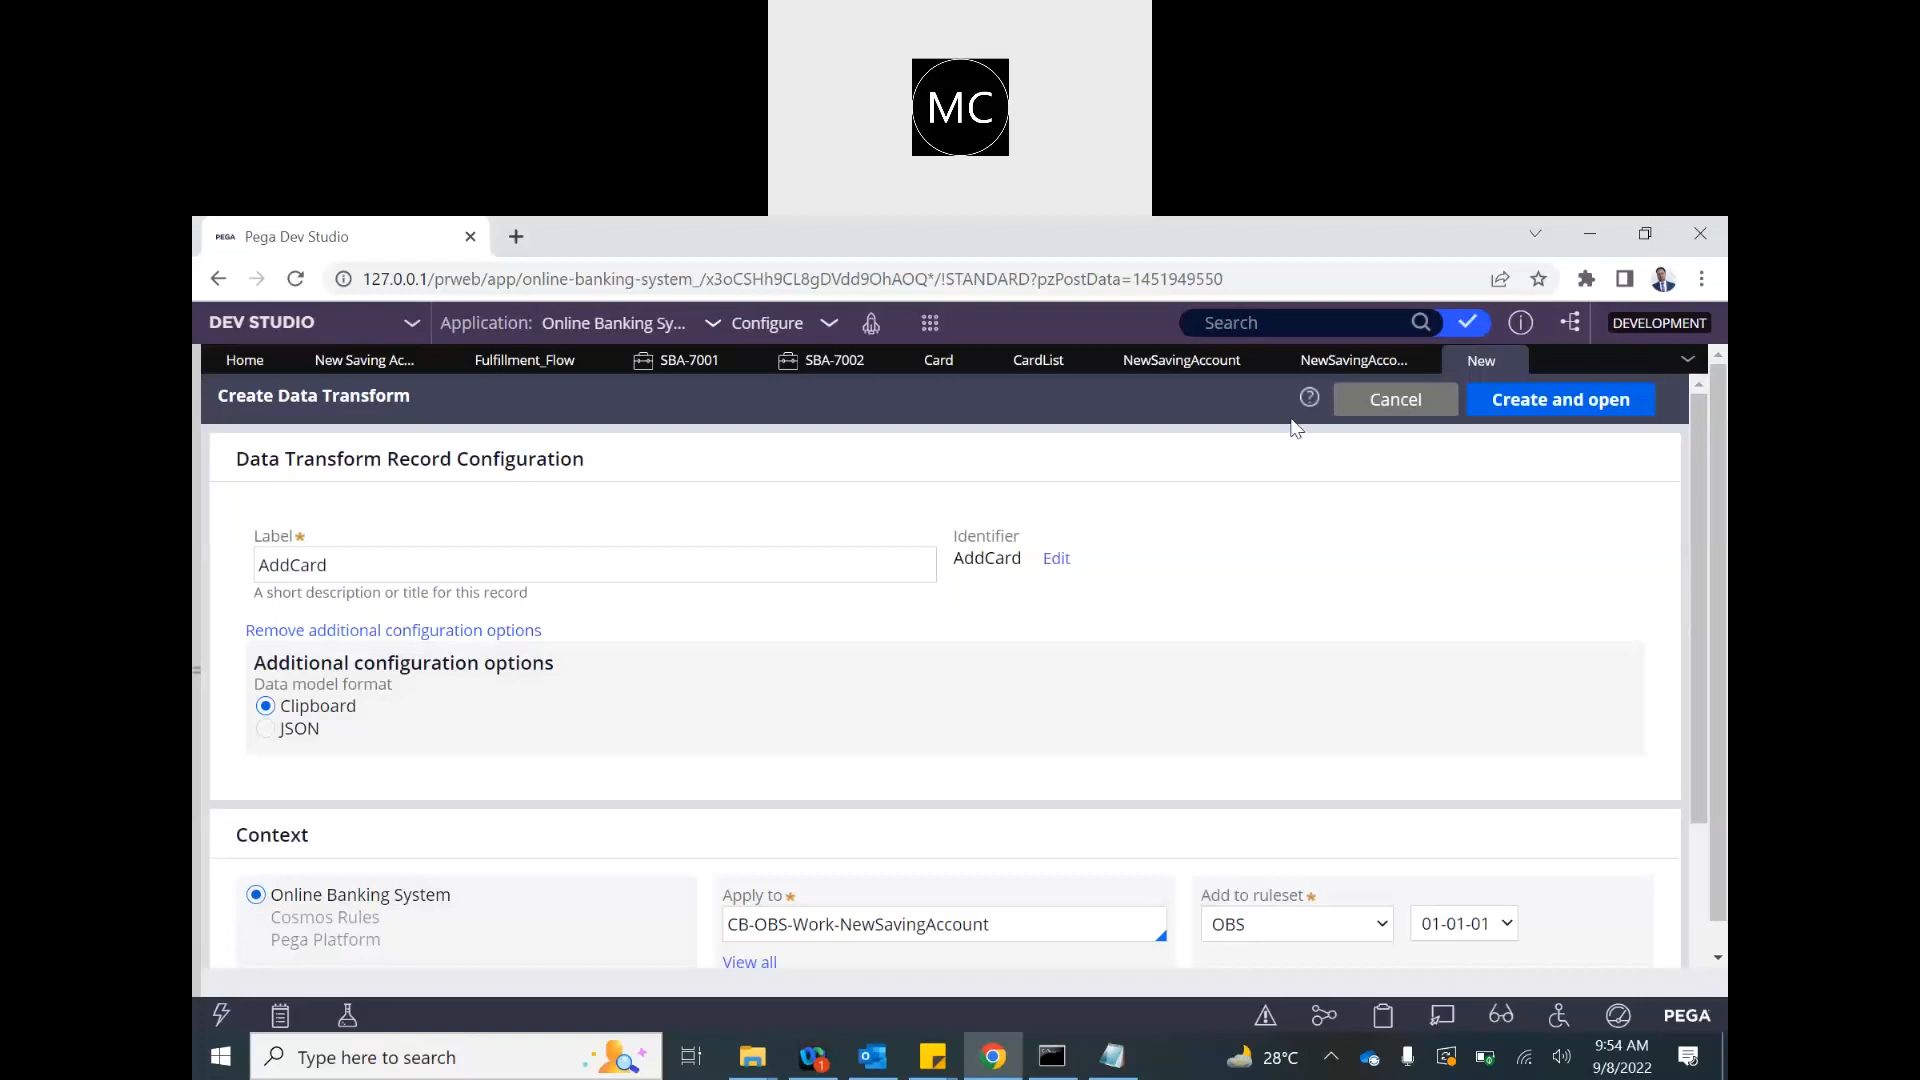 MC
PEGA Pega Dev Studio
127.0.0.1/prweb/app/online-banking-system_/x3oCSHh9CL8gDVdd9OhAOQ*/!STANDARD?pzPostData=1451949550
DEV STUDIO Application: Online Banking Sy... Configure Search DEVELOPMENT
Home New Saving Ac... Fulfillment_Flow SBA-7001 SBA-7002 Card CardList NewSavingAccount NewSavingAcco... New
Create Data Transform Cancel Create and open
Data Transform Record Configuration
Label Identifier
AddCard AddCard Edit
A short description or title for this record
Remove additional configuration options
Additional configuration options
Data model format
Clipboard
JSON
Context
Online Banking System Apply to Add to ruleset
Cosmos Rules CB-OBS-Work-NewSavingAccount OBS 01-01-01
Pega Platform
View all
PEGA
Type here to search 1 28°C 9:54 AM
9/8/2022